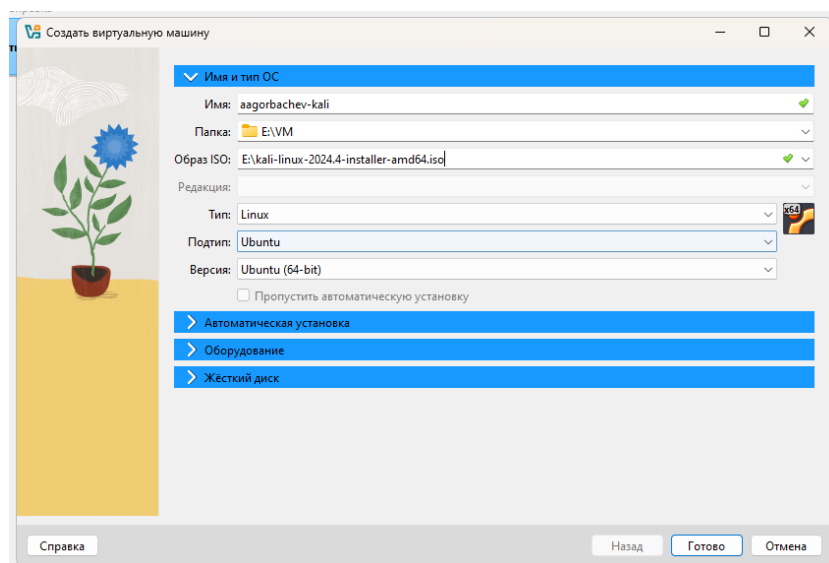 Создать виртуальную машину
Имя и тип ОС
Имя: aagorbachev-kali
Папка: E:\VM
Образ ISO: E:\kali-linux-2024.4-installer-amd64.iso
Редакция:
Тип: Linux
x64
Подтип: Ubuntu
Версия: Ubuntu (64-bit)
Пропустить автоматическую установку
Автоматическая установка
Оборудование
Жёсткий диск
Справка Назад Готово Отмена